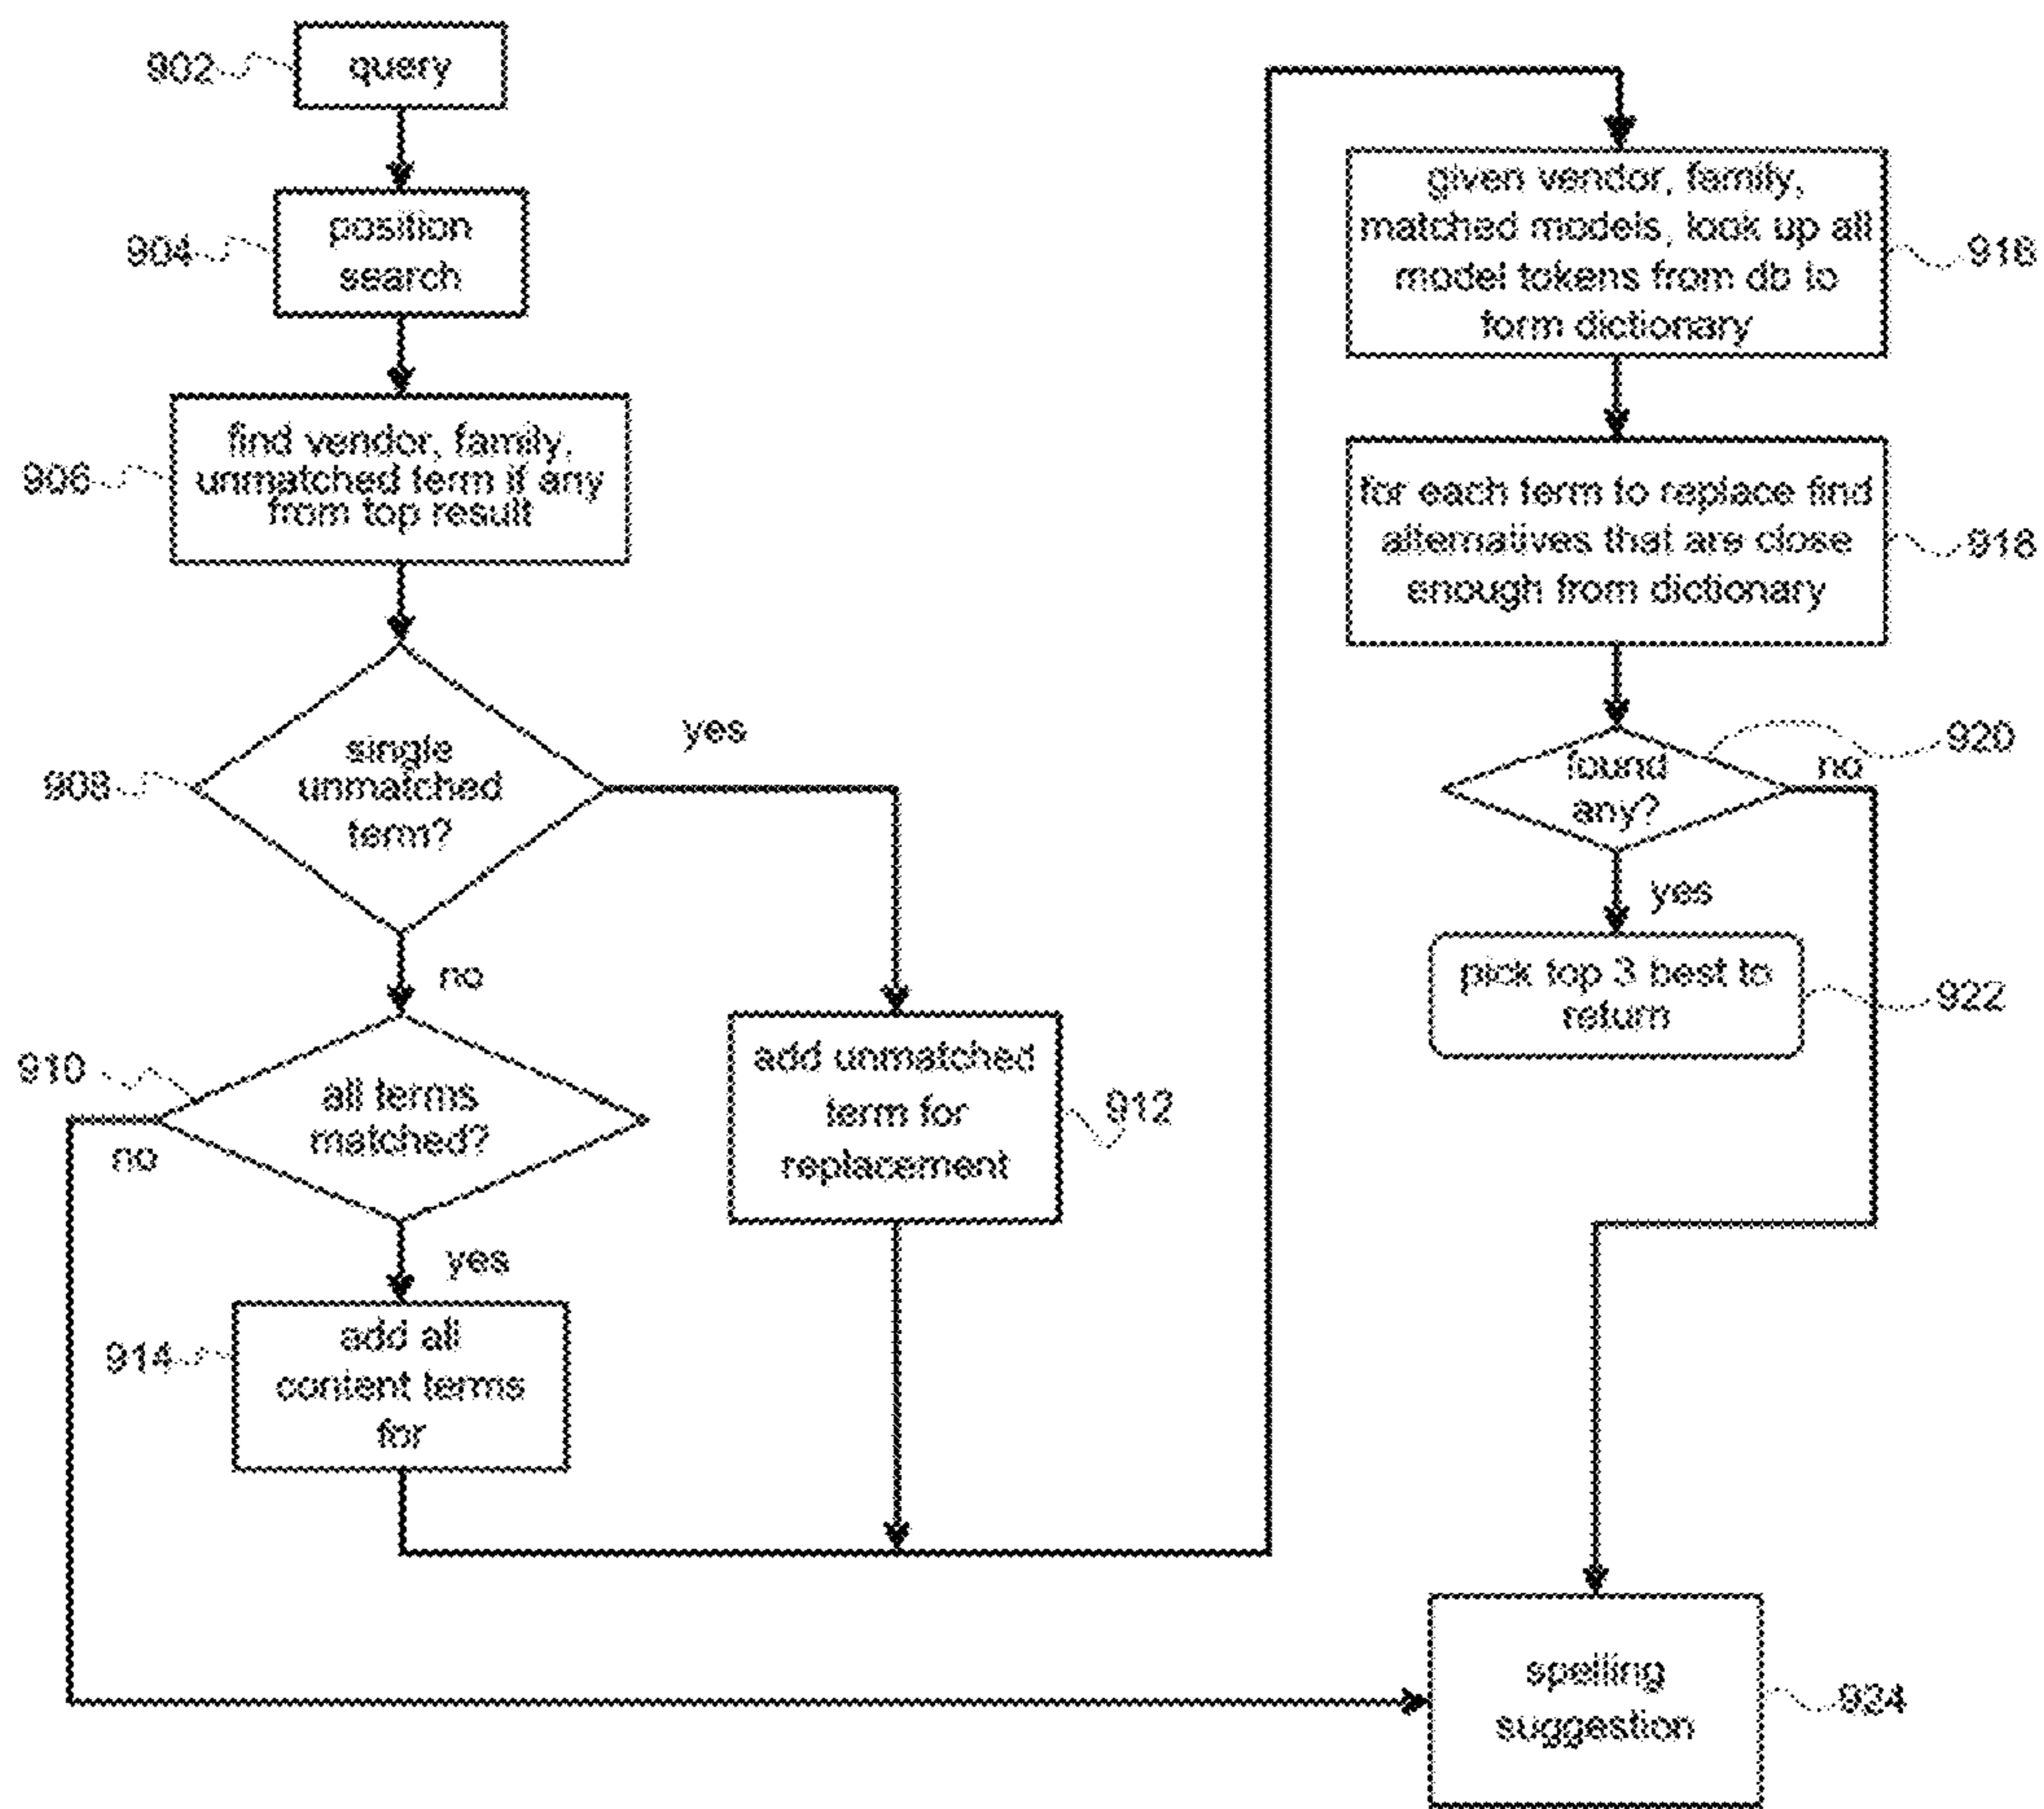 902
query
904
position
search
906
find vendor, family,
unmatched term if any
from top result
908
single
unmatched
term?
yes
no
910
all terms
matched?
no
yes
912
add unmatched
term for
replacement
914
add all
content terms
for
given vendor, family,
matched models, look up all
model tokens from db to
form dictionary
916
for each term to replace find
alternatives that are close
enough from dictionary
918
found
any?
920
no
yes
pick top 3 best to
return
922
spelling
suggestion
924